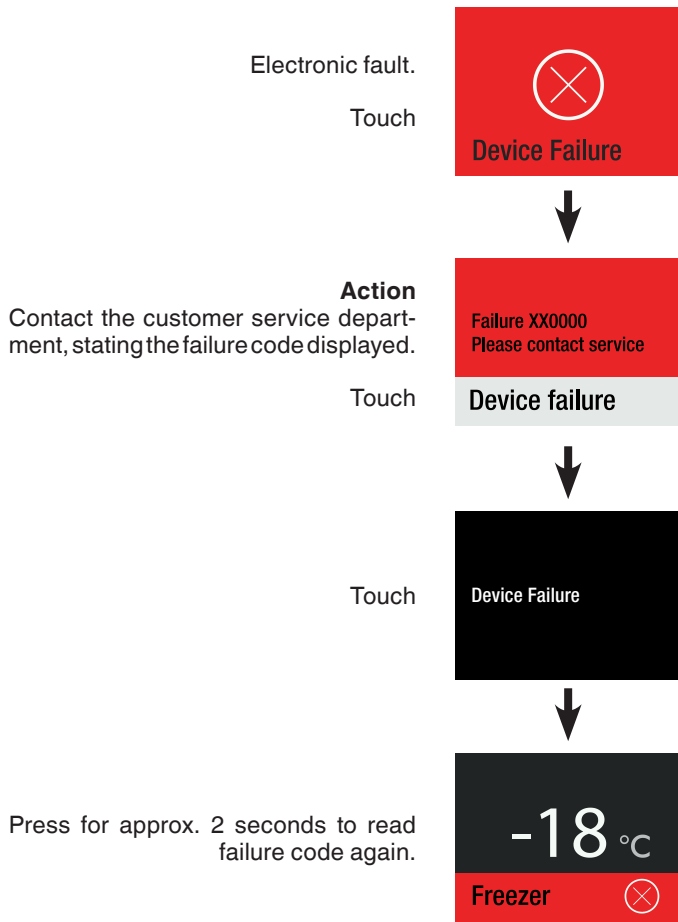 Electronic fault.
Touch
Device Failure
Action
Contact the customer service depart-
ment, stating the failure code displayed.
Failure XX0000
Please contact service
Touch
Device failure
Touch
Device Failure
Press for approx. 2 seconds to read
failure code again.
-18 °C
Freezer